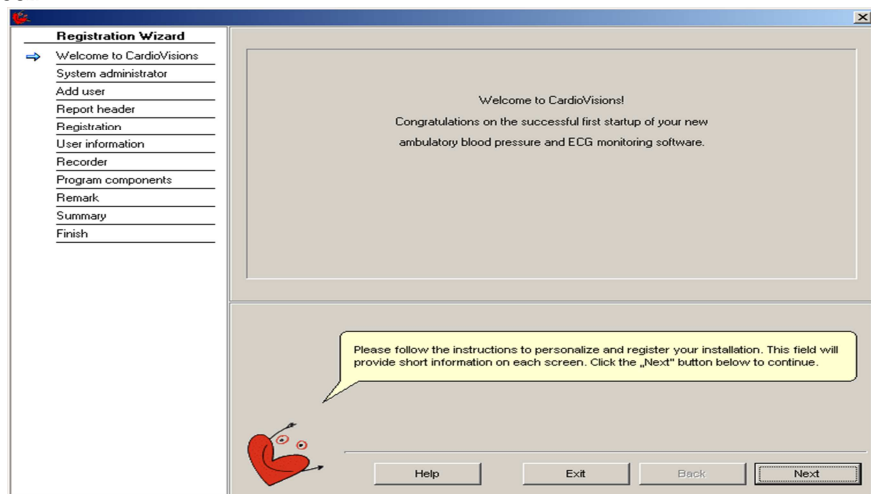 Registration Wizard
Welcome to CardioVisions
System administrator
Add user
Report header
Registration
User information
Recorder
Program components
Remark
Summary
Finish
Welcome to CardioVisions!
Congratulations on the successful first startup of your new
ambulatory blood pressure and ECG monitoring software.
Please follow the instructions to personalize and register your installation. This field will
provide short information on each screen. Click the „Next" button below to continue.
Help
Exit
Back
Next